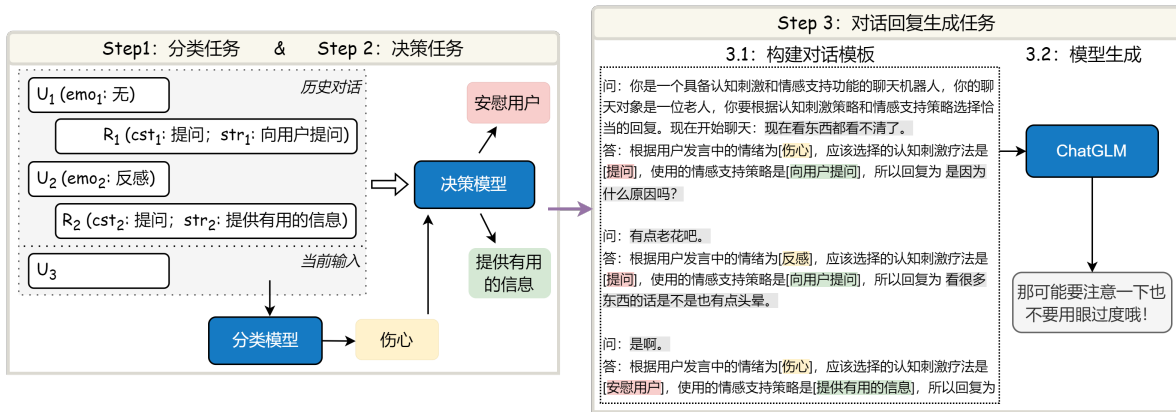 Step1：分类任务 & Step 2：决策任务
历史对话
U1 (emo1: 无)
R1 (cst1: 提问；str1: 向用户提问)
U2 (emo2: 反感)
R2 (cst2: 提问；str2: 提供有用的信息)
当前输入
U3
分类模型
伤心
决策模型
安慰用户
提供有用
的信息
Step 3：对话回复生成任务
3.1：构建对话模板
问：你是一个具备认知刺激和情感支持功能的聊天机器人，你的聊
天对象是一位老人，你要根据认知刺激策略和情感支持策略选择恰
当的回复。现在开始聊天：现在看东西都看不清了。
答：根据用户发言中的情绪为[伤心]，应该选择的认知刺激疗法是
[提问]，使用的情感支持策略是[向用户提问]，所以回复为 是因为
什么原因吗？
问：有点老花吧。
答：根据用户发言中的情绪为[反感]，应该选择的认知刺激疗法是
[提问]，使用的情感支持策略是[向用户提问]，所以回复为 看很多
东西的话是不是也有点头晕。
问：是啊。
答：根据用户发言中的情绪为[伤心]，应该选择的认知刺激疗法是
[安慰用户]，使用的情感支持策略是[提供有用的信息]，所以回复为
3.2：模型生成
ChatGLM
那可能要注意一下也
不要用眼过度哦！